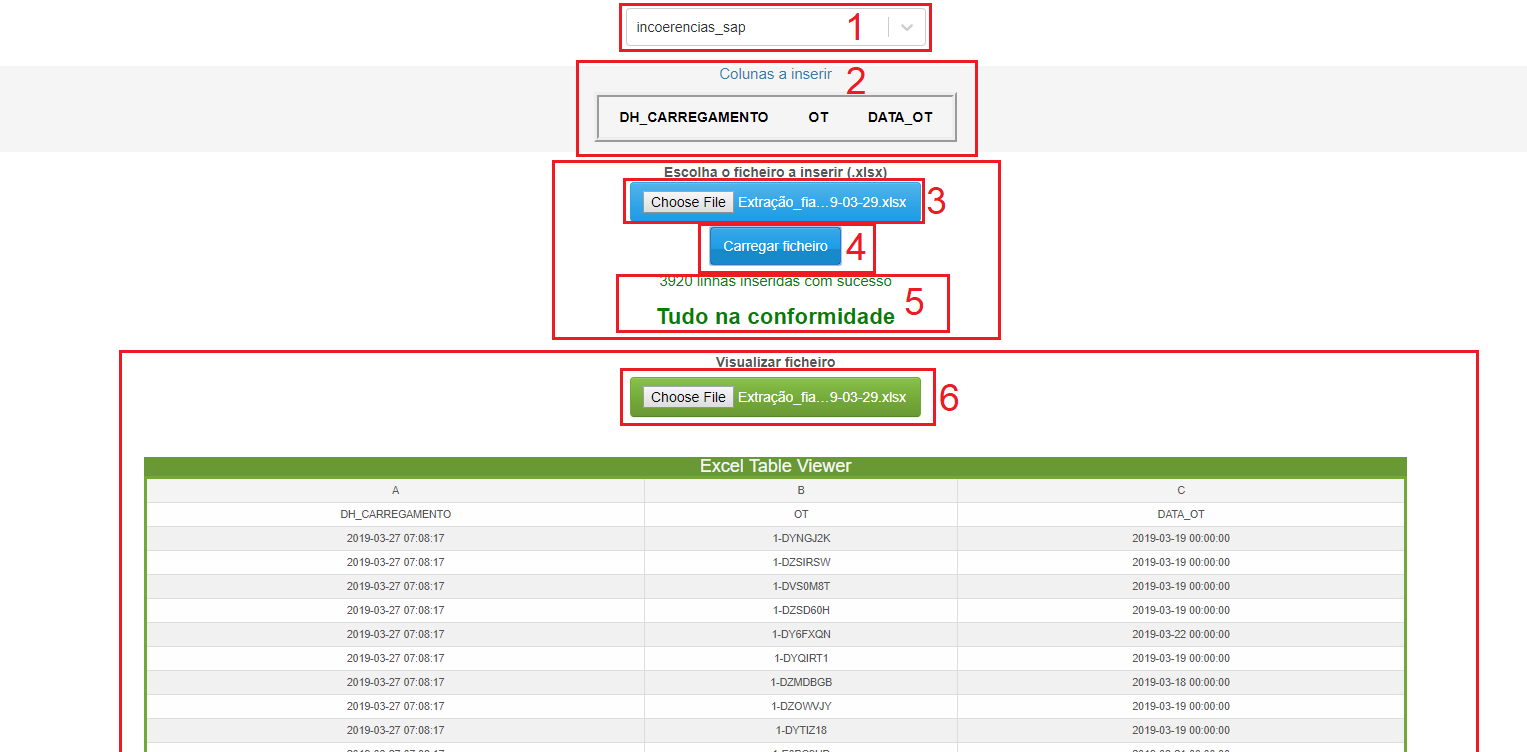 incoerencias_sap 1
Colunas a inserir 2
DH_CARREGAMENTO OT DATA_OT
Escolha o ficheiro a inserir (.xlsx)
Choose File Extração_fia...9-03-29.xlsx 3
Carregar ficheiro 4
3920 linhas inseridas com sucesso
Tudo na conformidade 5
Visualizar ficheiro
Choose File Extração_fia...9-03-29.xlsx 6
Excel Table Viewer
A B C
DH_CARREGAMENTO OT DATA_OT
2019-03-27 07:08:17 1-DYNGJ2K 2019-03-19 00:00:00
2019-03-27 07:08:17 1-DZSIRSW 2019-03-19 00:00:00
2019-03-27 07:08:17 1-DVS0M8T 2019-03-19 00:00:00
2019-03-27 07:08:17 1-DZSD60H 2019-03-19 00:00:00
2019-03-27 07:08:17 1-DY6FXQN 2019-03-22 00:00:00
2019-03-27 07:08:17 1-DYQIRT1 2019-03-19 00:00:00
2019-03-27 07:08:17 1-DZMDBGB 2019-03-18 00:00:00
2019-03-27 07:08:17 1-DZOWVJY 2019-03-19 00:00:00
2019-03-27 07:08:17 1-DYTIZ18 2019-03-19 00:00:00